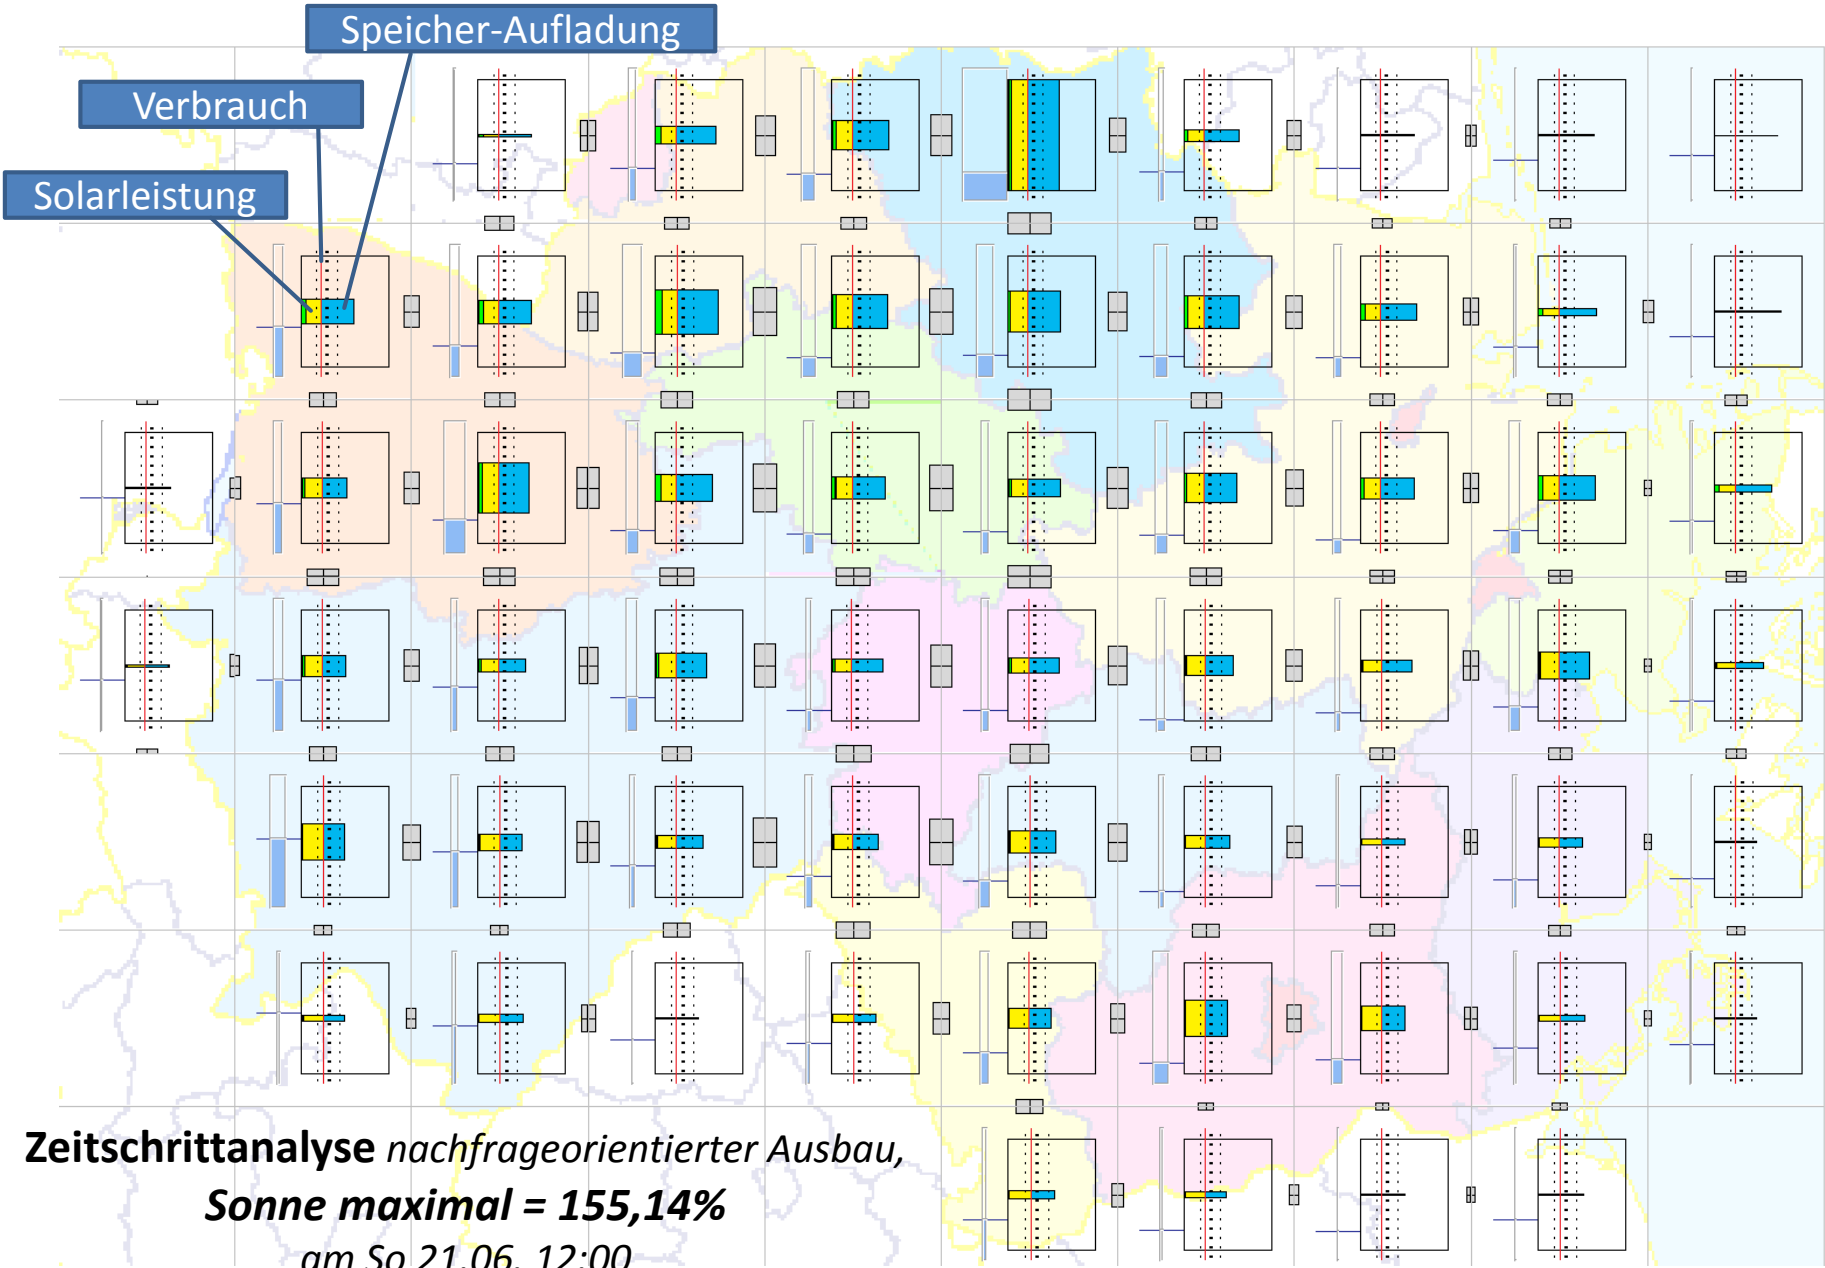 Speicher-Aufladung
Verbrauch
Solarleistung
Zeitschrittanalyse nachfrageorientierter Ausbau,
Sonne maximal = 155,14%
am So 21.06. 12:00